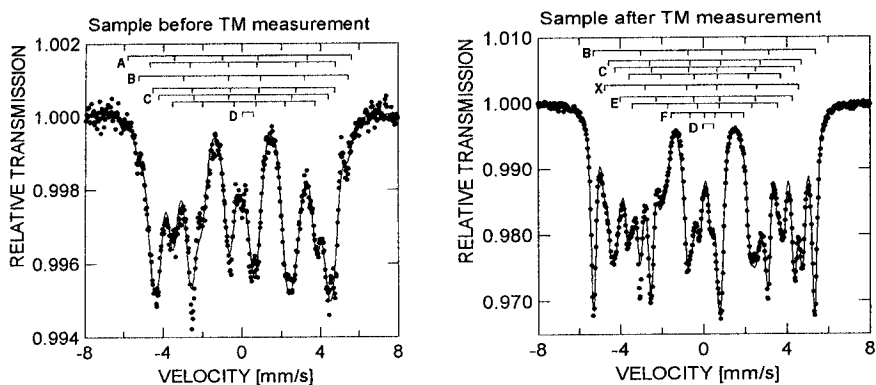 Sample before TM measurement
1.002
1.000
0.998
0.996
0.994
RELATIVE TRANSMISSION
A
B
C
D
-8 -4 0 4 8
VELOCITY [mm/s]
Sample after TM measurement
1.010
1.000
0.990
0.980
0.970
RELATIVE TRANSMISSION
B
C
X
E
F
D
-8 -4 0 4 8
VELOCITY [mm/s]